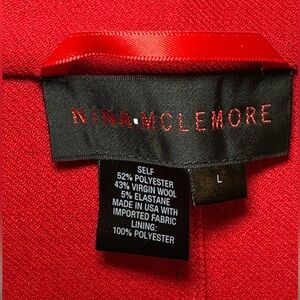 NINA·MCLEMORE
SELF
52% POLYESTER
43% VIRGIN WOOL
5% ELASTANE
MADE IN USA WITH
IMPORTED FABRIC
LINING:
100% POLYESTER
L